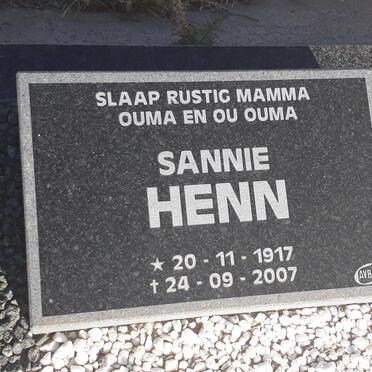 SLAAP RUSTIG MAMMA
OUMA EN OU OUMA
SANNIE
HENN
★ 20 - 11 - 1917
† 24 - 09 - 2007